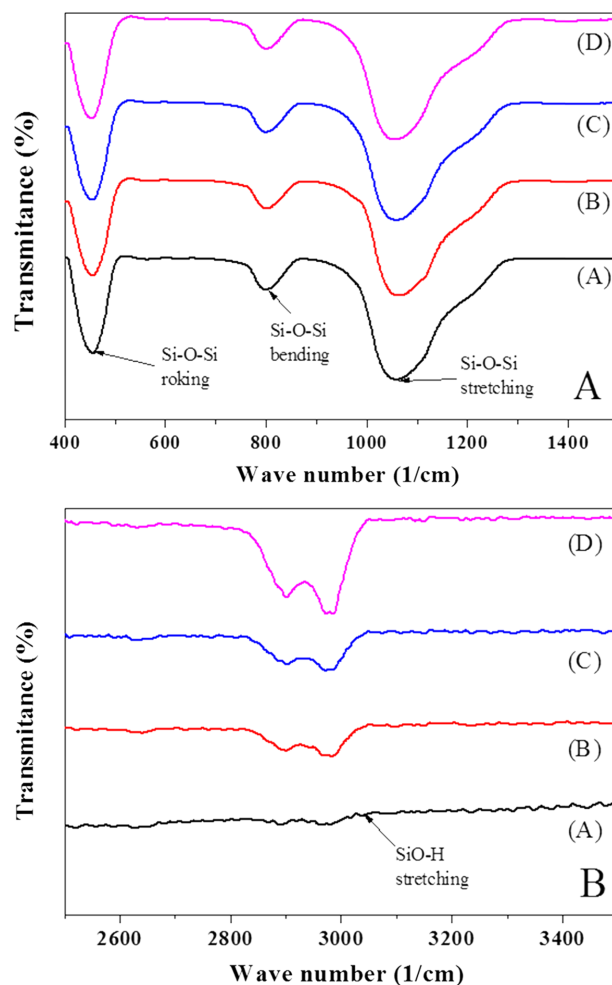 (D)
(C)
(B)
(A)
Si-O-Si
roking
Si-O-Si
bending
Si-O-Si
stretching
A
Transmitance (%)
400 600 800 1000 1200 1400
Wave number (1/cm)
(D)
(C)
(B)
(A)
SiO-H
stretching
B
Transmitance (%)
2600 2800 3000 3200 3400
Wave number (1/cm)